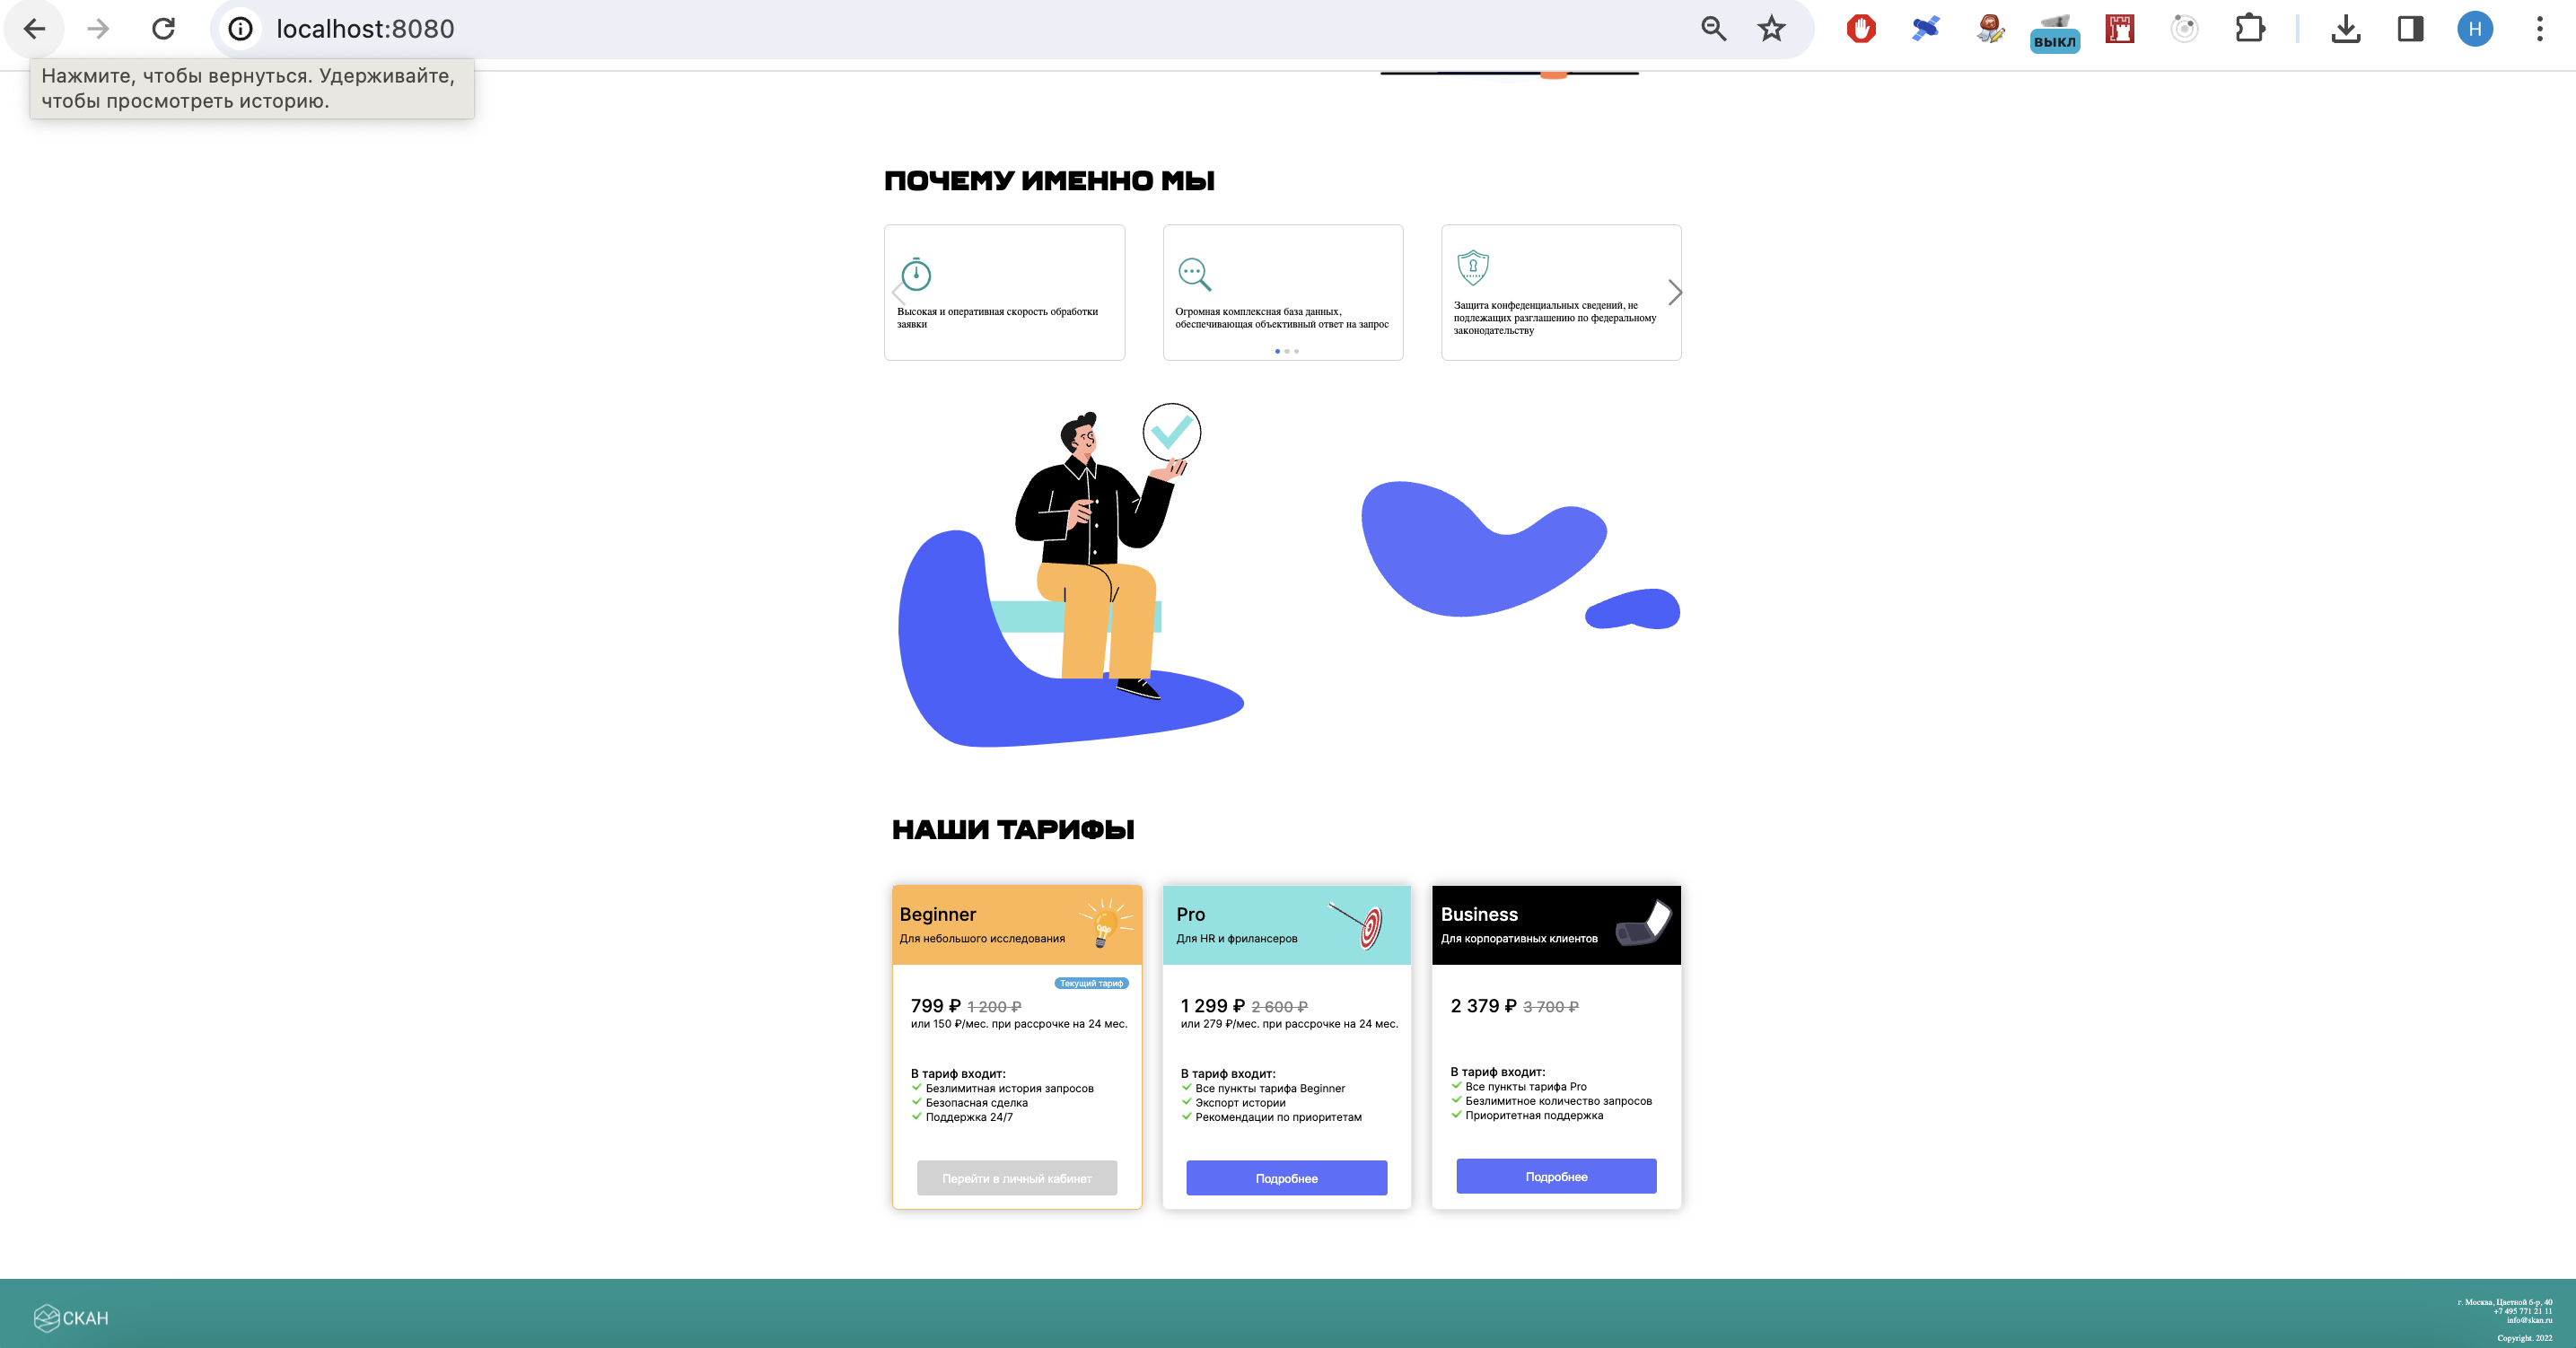 localhost:8080
ВЫКЛ
Н
Нажмите, чтобы вернуться. Удерживайте,
чтобы просмотреть историю.
ПОЧЕМУ ИМЕННО МЫ
Высокая и оперативная скорость обработки
заявки
Огромная комплексная база данных,
обеспечивающая объективный ответ на запрос
Защита конфеденциальных сведений, не
подлежащих разглашению по федеральному
законодательству
НАШИ ТАРИФЫ
Beginner
Для небольшого исследования
Текущий тариф
799 ₽ 1 200 ₽
или 150 ₽/мес. при рассрочке на 24 мес.
В тариф входит:
Безлимитная история запросов
Безопасная сделка
Поддержка 24/7
Перейти в личный кабинет
Pro
Для HR и фрилансеров
1 299 ₽ 2 600 ₽
или 279 ₽/мес. при рассрочке на 24 мес.
В тариф входит:
Все пункты тарифа Beginner
Экспорт истории
Рекомендации по приоритетам
Подробнее
Business
Для корпоративных клиентов
2 379 ₽ 3 700 ₽
В тариф входит:
Все пункты тарифа Pro
Безлимитное количество запросов
Приоритетная поддержка
Подробнее
СКАН
г. Москва, Цветной б-р, 40
+7 495 771 21 11
info@skan.ru
Copyright. 2022